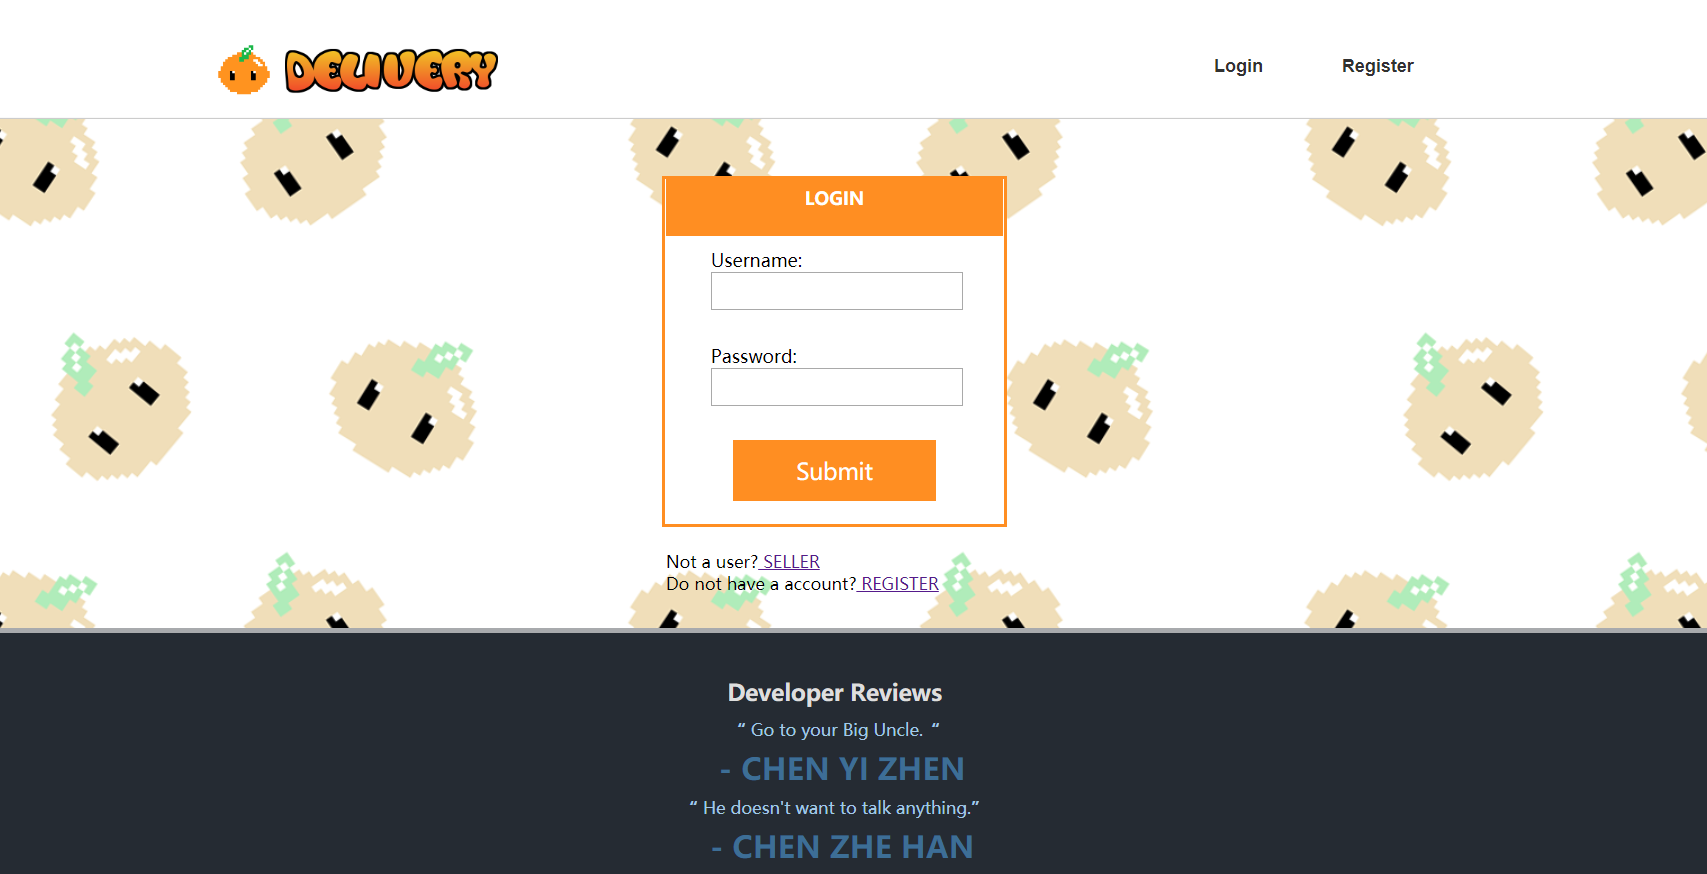 DELIVERY
Login
Register
LOGIN
Username:
Password:
Submit
Not a user? SELLER
Do not have a account? REGISTER
Developer Reviews
“ Go to your Big Uncle. “
- CHEN YI ZHEN
“ He doesn't want to talk anything.”
- CHEN ZHE HAN